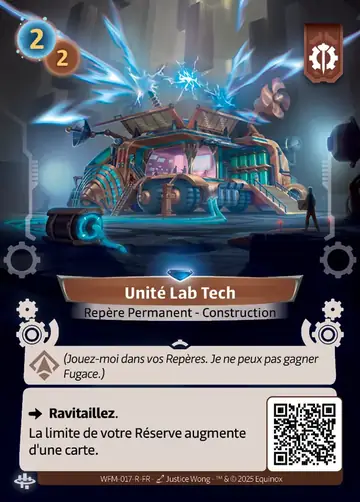 2
2
Unité Lab Tech
Repère Permanent - Construction
(Jouez-moi dans vos Repères. Je ne peux pas gagner
Fugace.)
➔ Ravitaillez.
La limite de votre Réserve augmente
d'une carte.
WFM-017-R-FR - Justice Wong - ™ & © 2025 Equinox